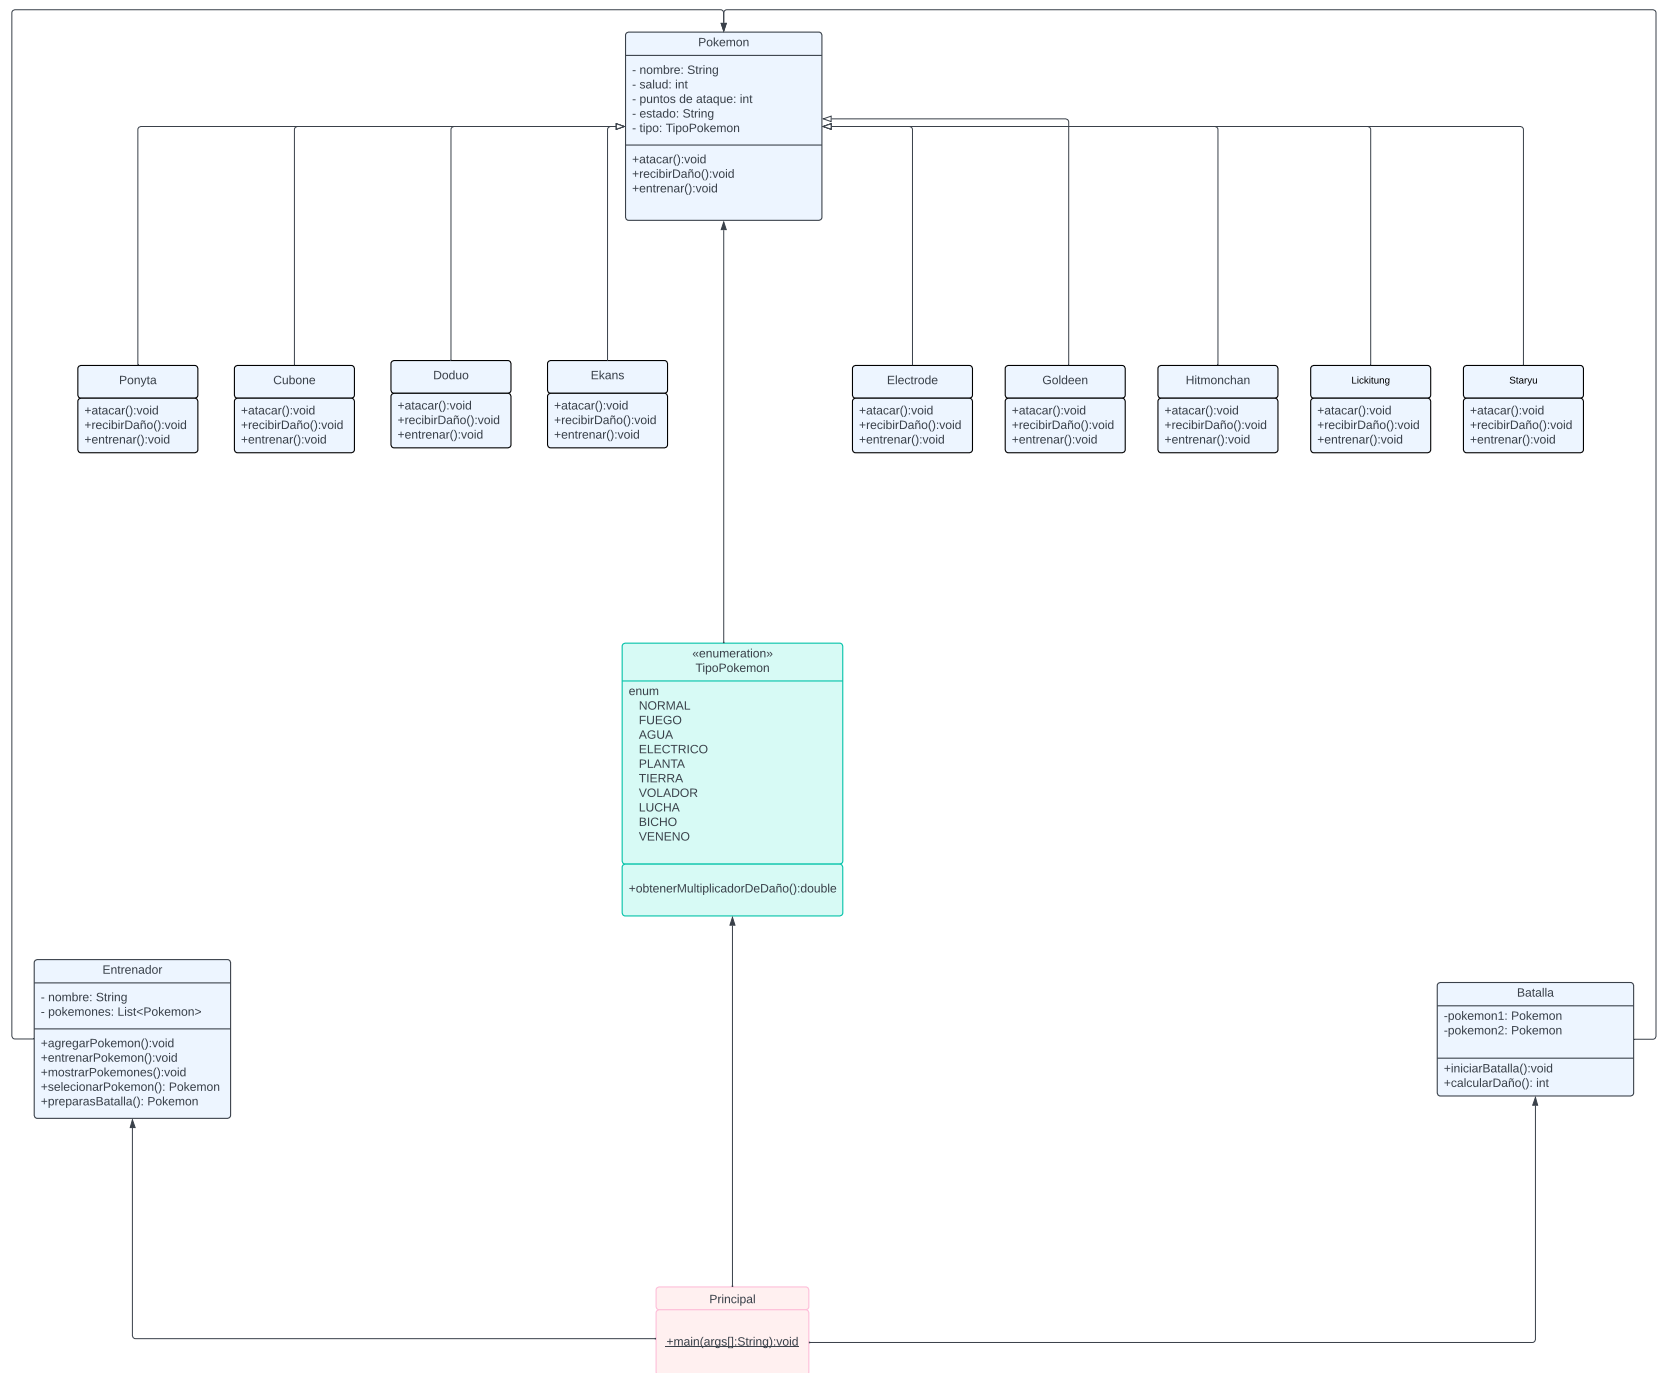 Pokemon
- nombre: String
- salud: int
- puntos de ataque: int
- estado: String
- tipo: TipoPokemon
+atacar():void
+recibirDaño():void
+entrenar():void
Ponyta
+atacar():void
+recibirDaño():void
+entrenar():void
Cubone
+atacar():void
+recibirDaño():void
+entrenar():void
Doduo
+atacar():void
+recibirDaño():void
+entrenar():void
Ekans
+atacar():void
+recibirDaño():void
+entrenar():void
Electrode
+atacar():void
+recibirDaño():void
+entrenar():void
Goldeen
+atacar():void
+recibirDaño():void
+entrenar():void
Hitmonchan
+atacar():void
+recibirDaño():void
+entrenar():void
Lickitung
+atacar():void
+recibirDaño():void
+entrenar():void
Staryu
+atacar():void
+recibirDaño():void
+entrenar():void
«enumeration»
TipoPokemon
enum
NORMAL
FUEGO
AGUA
ELECTRICO
PLANTA
TIERRA
VOLADOR
LUCHA
BICHO
VENENO
+obtenerMultiplicadorDeDaño():double
Entrenador
- nombre: String
- pokemones: List<Pokemon>
+agregarPokemon():void
+entrenarPokemon():void
+mostrarPokemones():void
+selecionarPokemon(): Pokemon
+preparasBatalla(): Pokemon
Batalla
-pokemon1: Pokemon
-pokemon2: Pokemon
+iniciarBatalla():void
+calcularDaño(): int
Principal
+main(args[]:String):void